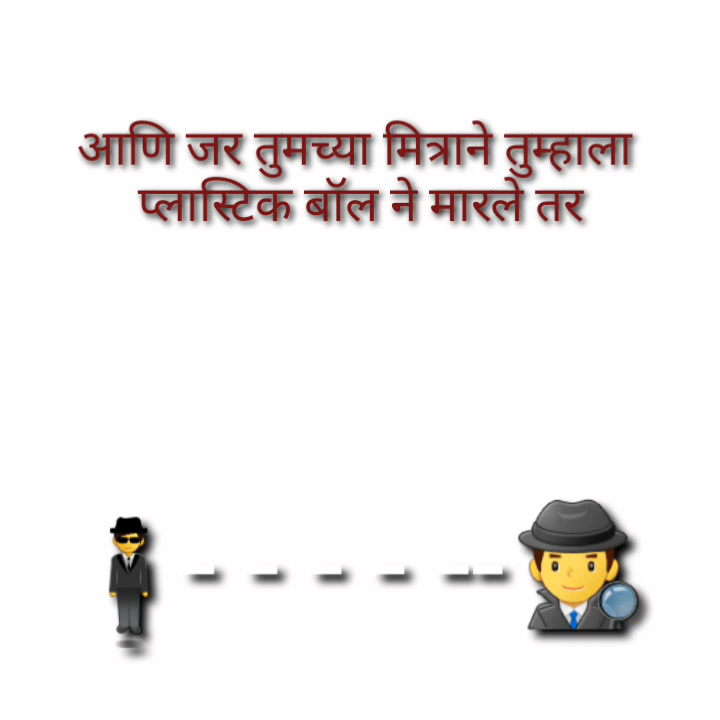 आणि जर तुमच्या मित्राने तुम्हाला
प्लास्टिक बॉल ने मारले तर